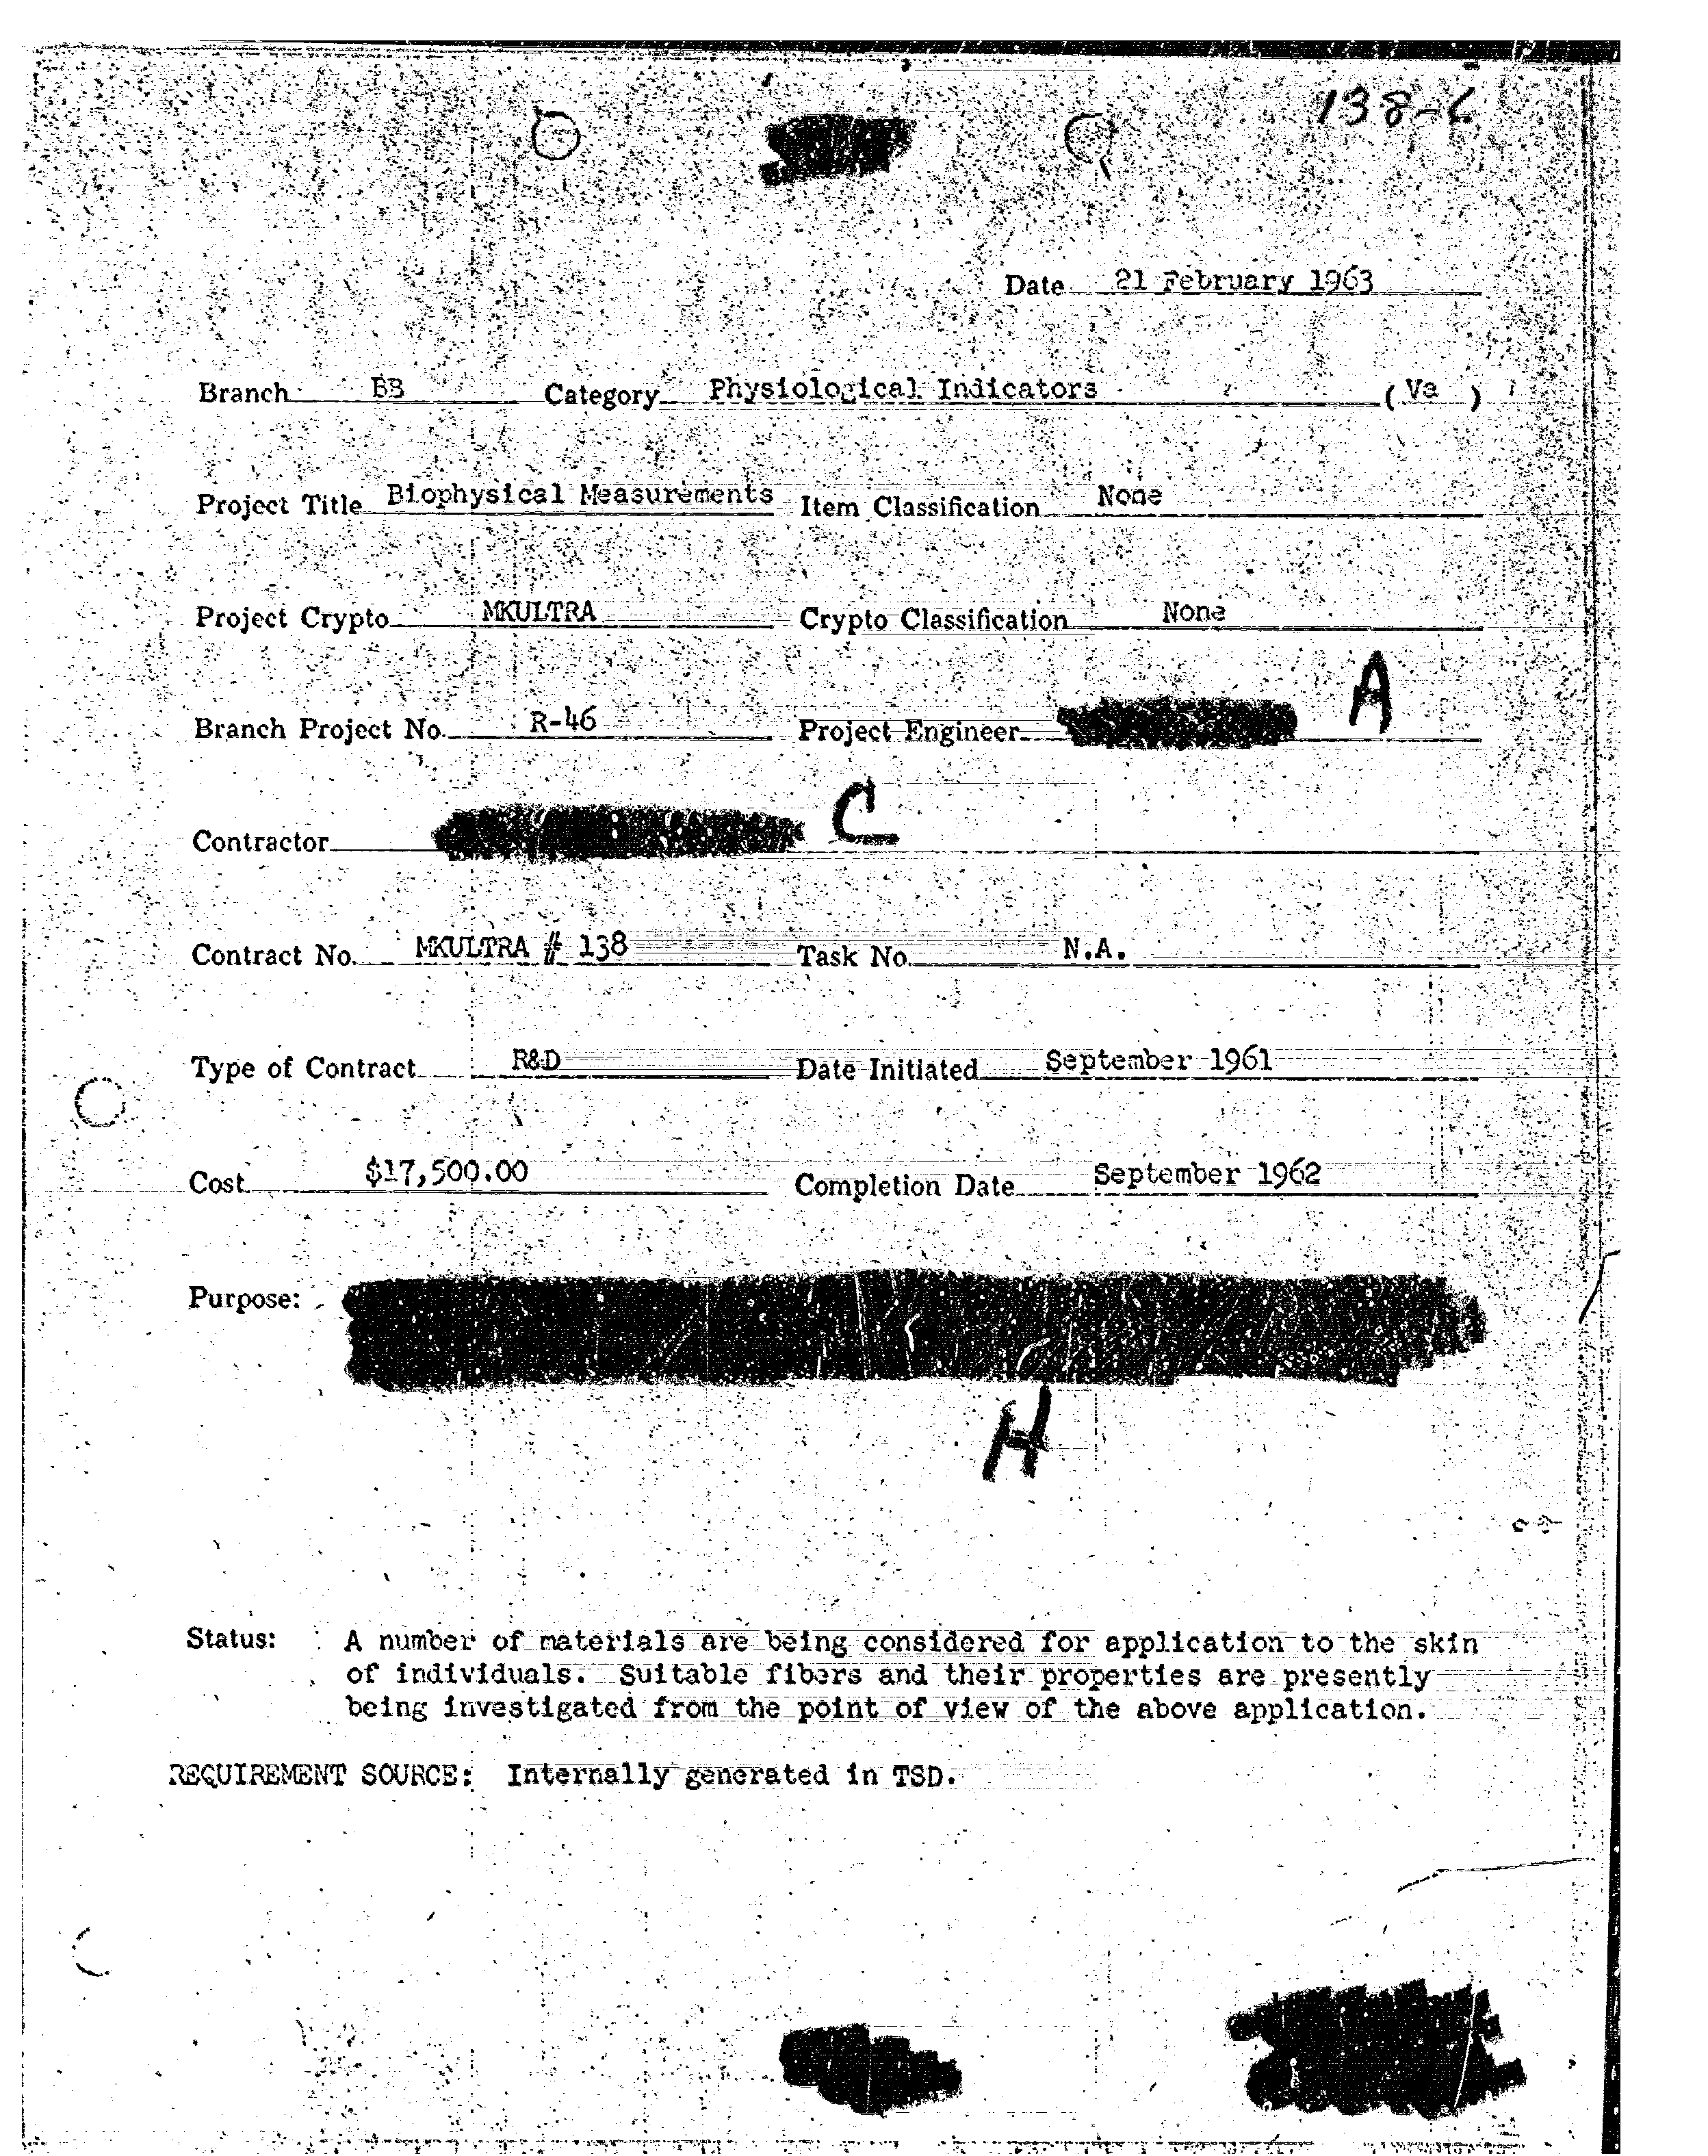 138-6
Date 21 February 1963
Branch BB Category Physiological Indicators ( Va )
Project Title Biophysical Measurements Item Classification None
Project Crypto MKULTRA Crypto Classification None
A
Branch Project No. R-46 Project Engineer
Contractor C
Contract No. MKULTRA # 138 Task No. N.A.
Type of Contract R&D Date Initiated September 1961
Cost $17,500.00 Completion Date September 1962
Purpose:
H
Status: A number of materials are being considered for application to the skin
of individuals. Suitable fibers and their properties are presently
being investigated from the point of view of the above application.
REQUIREMENT SOURCE: Internally generated in TSD.